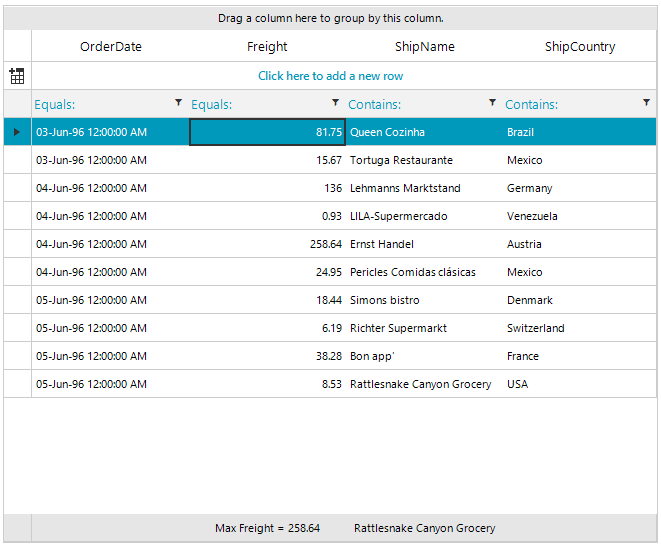 Drag a column here to group by this column.
OrderDate Freight ShipName ShipCountry
Click here to add a new row
Equals: Equals: Contains: Contains:
03-Jun-96 12:00:00 AM 81.75 Queen Cozinha Brazil
03-Jun-96 12:00:00 AM 15.67 Tortuga Restaurante Mexico
04-Jun-96 12:00:00 AM 136 Lehmanns Marktstand Germany
04-Jun-96 12:00:00 AM 0.93 LILA-Supermercado Venezuela
04-Jun-96 12:00:00 AM 258.64 Ernst Handel Austria
04-Jun-96 12:00:00 AM 24.95 Pericles Comidas clásicas Mexico
05-Jun-96 12:00:00 AM 18.44 Simons bistro Denmark
05-Jun-96 12:00:00 AM 6.19 Richter Supermarkt Switzerland
05-Jun-96 12:00:00 AM 38.28 Bon app' France
05-Jun-96 12:00:00 AM 8.53 Rattlesnake Canyon Grocery USA
Max Freight = 258.64 Rattlesnake Canyon Grocery